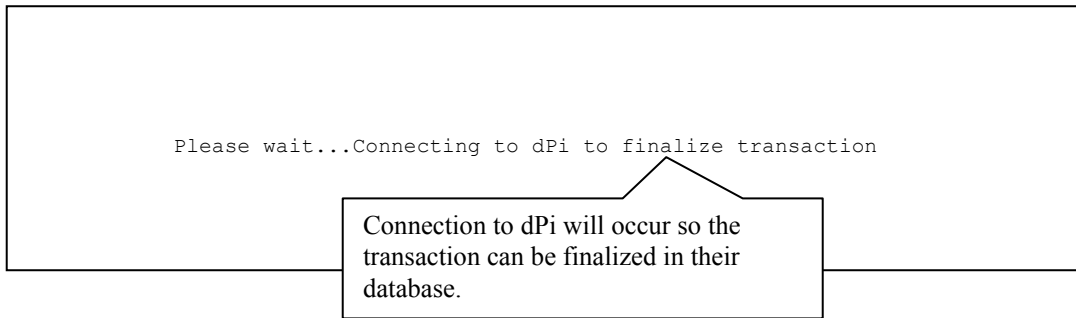 Please wait...Connecting to dPi to finalize transaction
Connection to dPi will occur so the
transaction can be finalized in their
database.